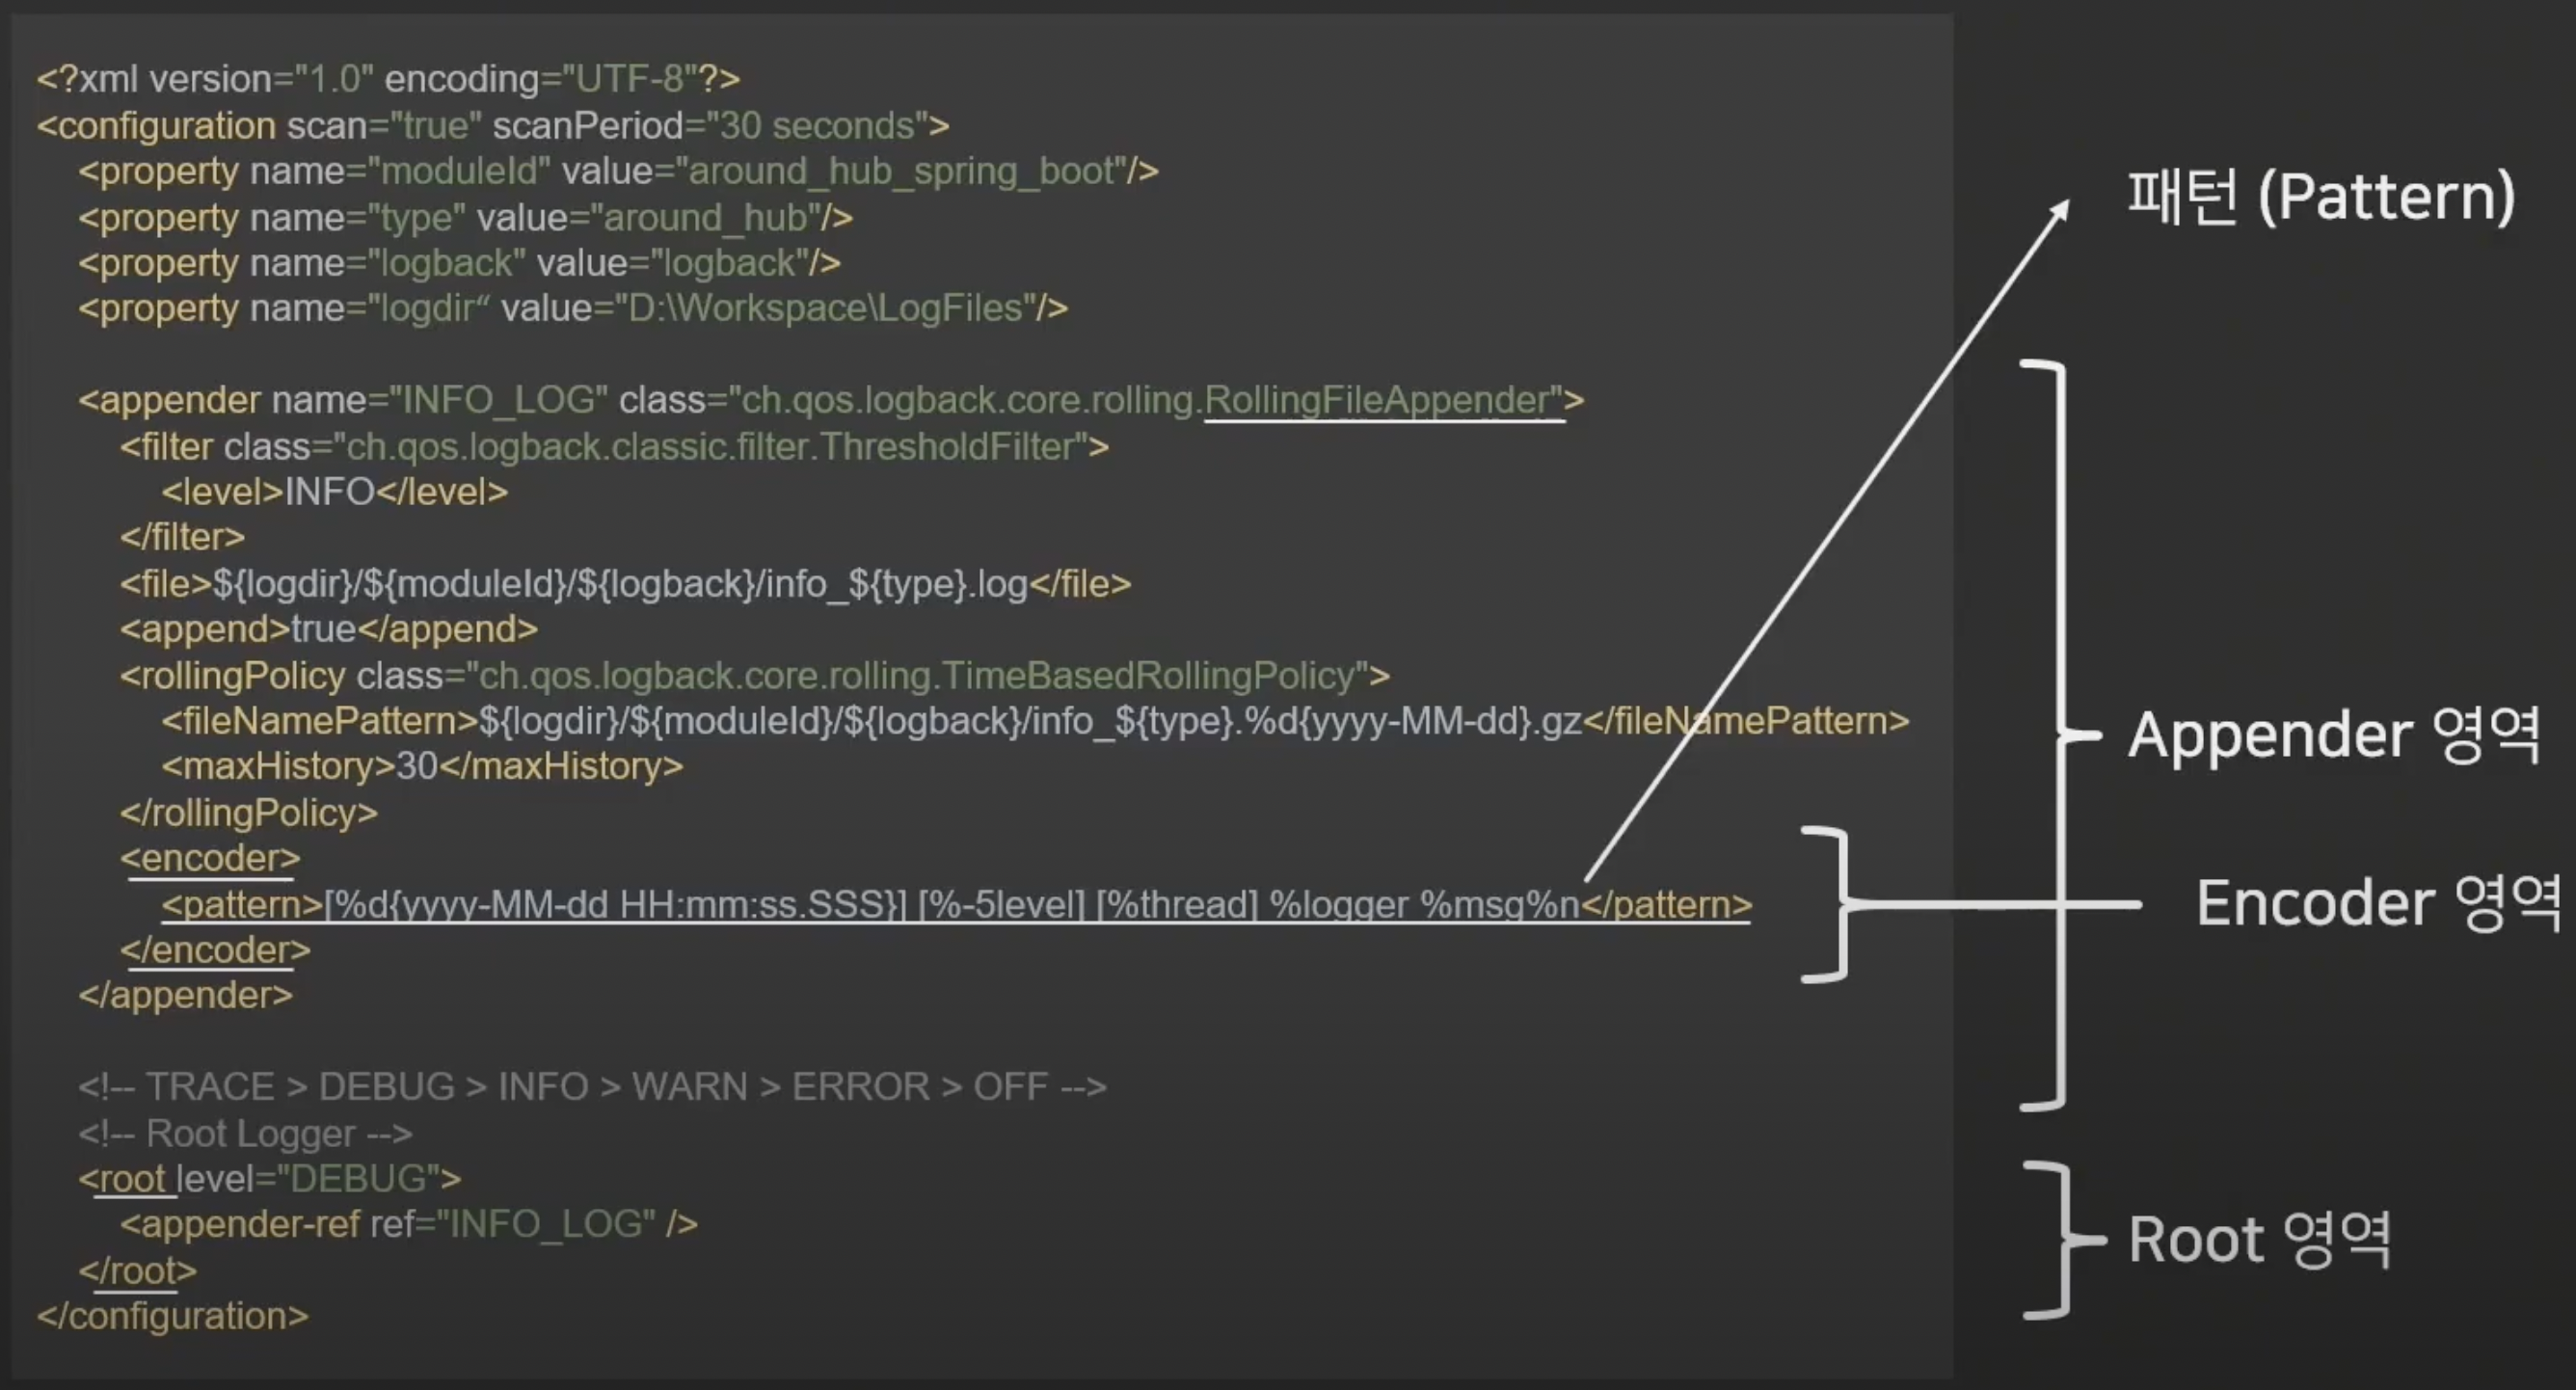 <?xml version="1.0" encoding="UTF-8"?>
<configuration scan="true" scanPeriod="30 seconds">
<property name="moduleId" value="around_hub_spring_boot"/>
<property name="type" value="around_hub"/>
<property name="logback" value="logback"/>
<property name="logdir“ value="D:\Workspace\LogFiles"/>
<appender name="INFO_LOG" class="ch.qos.logback.core.rolling.RollingFileAppender">
<filter class="ch.qos.logback.classic.filter.ThresholdFilter">
<level>INFO</level>
</filter>
<file>${logdir}/${moduleId}/${logback}/info_${type}.log</file>
<append>true</append>
<rollingPolicy class="ch.qos.logback.core.rolling.TimeBasedRollingPolicy">
<fileNamePattern>${logdir}/${moduleId}/${logback}/info_${type}.%d{yyyy-MM-dd}.gz</fileNamePattern>
<maxHistory>30</maxHistory>
</rollingPolicy>
<encoder>
<pattern>[%d{yyyy-MM-dd HH:mm:ss.SSS}] [%-5level] [%thread] %logger %msg%n</pattern>
</encoder>
</appender>
<!-- TRACE > DEBUG > INFO > WARN > ERROR > OFF -->
<!-- Root Logger -->
<root level="DEBUG">
<appender-ref ref="INFO_LOG" />
</root>
</configuration>
패턴 (Pattern)
Appender 영역
Encoder 영역
Root 영역